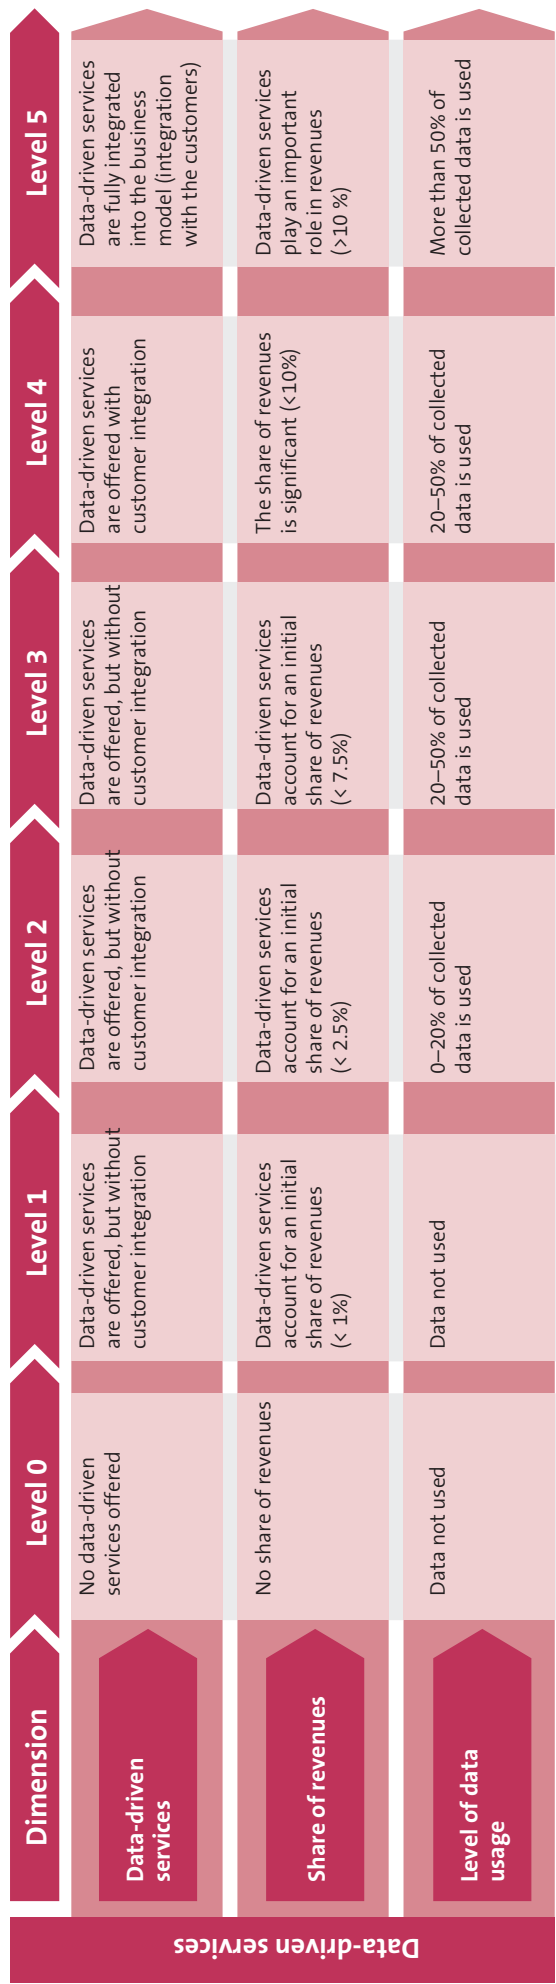 Data-driven services
Dimension
Level 0
Level 1
Level 2
Level 3
Level 4
Level 5
Data-driven
services
No data-driven
services offered
Data-driven services
are offered, but without
customer integration
Data-driven services
are offered, but without
customer integration
Data-driven services
are offered, but without
customer integration
Data-driven services
are offered with
customer integration
Data-driven services
are fully integrated
into the business
model (integration
with the customers)
Share of revenues
No share of revenues
Data-driven services
account for an initial
share of revenues
(< 1%)
Data-driven services
account for an initial
share of revenues
(< 2.5%)
Data-driven services
account for an initial
share of revenues
(< 7.5%)
The share of revenues
is significant (<10%)
Data-driven services
play an important
role in revenues
(>10 %)
Level of data
usage
Data not used
Data not used
0–20% of collected
data is used
20–50% of collected
data is used
20–50% of collected
data is used
More than 50% of
collected data is used